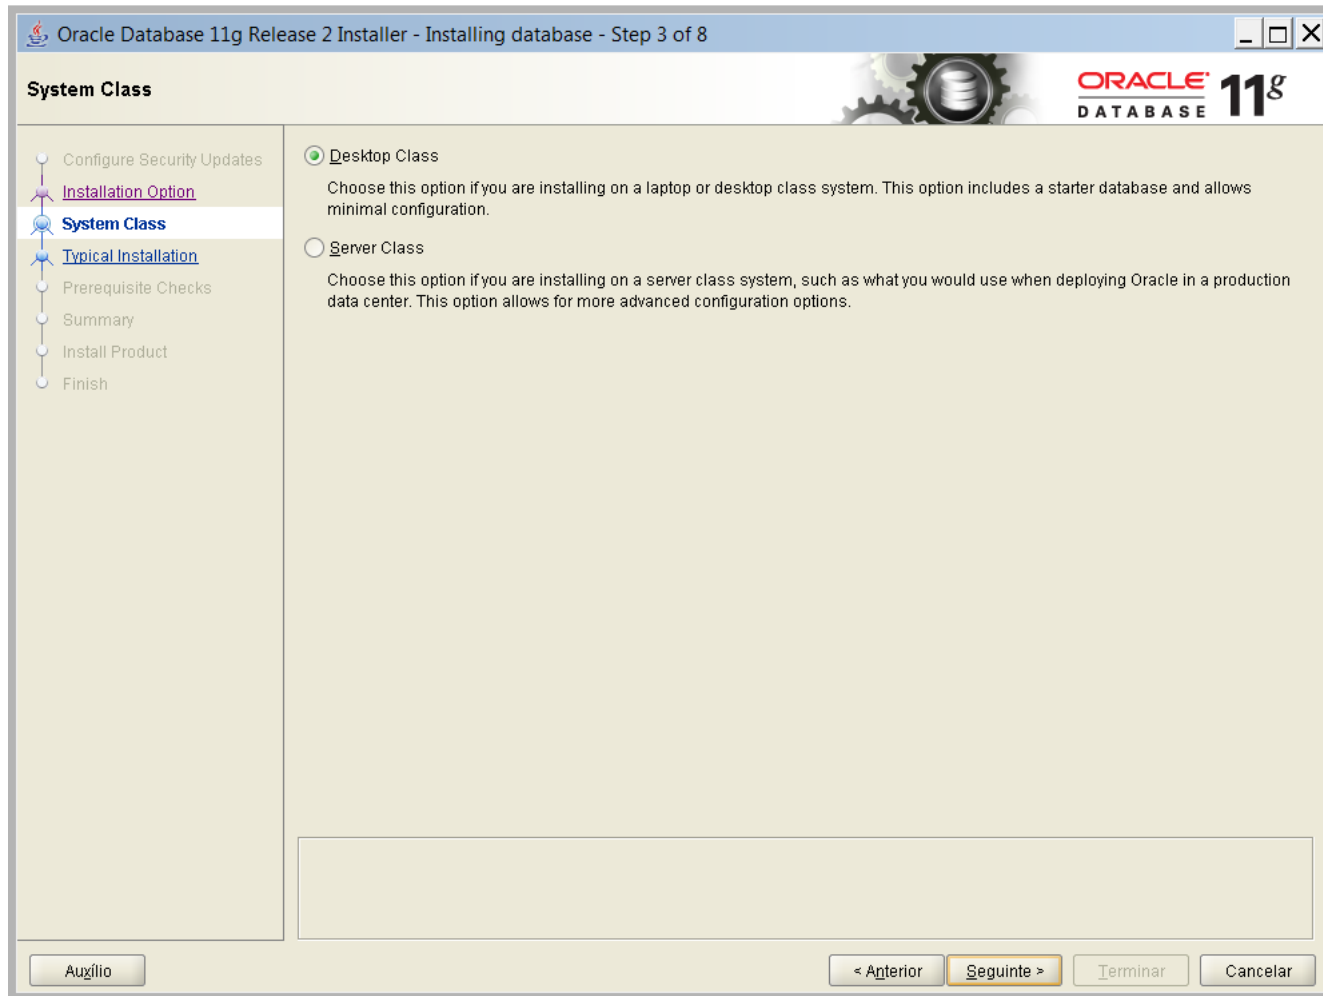 Oracle Database 11g Release 2 Installer - Installing database - Step 3 of 8
System Class
ORACLE
DATABASE
11g
Configure Security Updates
Installation Option
System Class
Typical Installation
Prerequisite Checks
Summary
Install Product
Finish
Desktop Class
Choose this option if you are installing on a laptop or desktop class system. This option includes a starter database and allows
minimal configuration.
Server Class
Choose this option if you are installing on a server class system, such as what you would use when deploying Oracle in a production
data center. This option allows for more advanced configuration options.
Auxílio
< Anterior
Seguinte >
Terminar
Cancelar